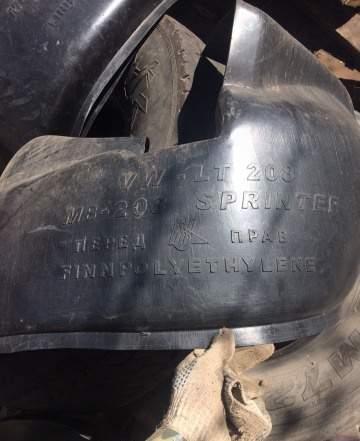 VW-LT 208
MB-208 SPRINTER
ПЕРЕД ПРАВ
FINNPOLYETHYLENE